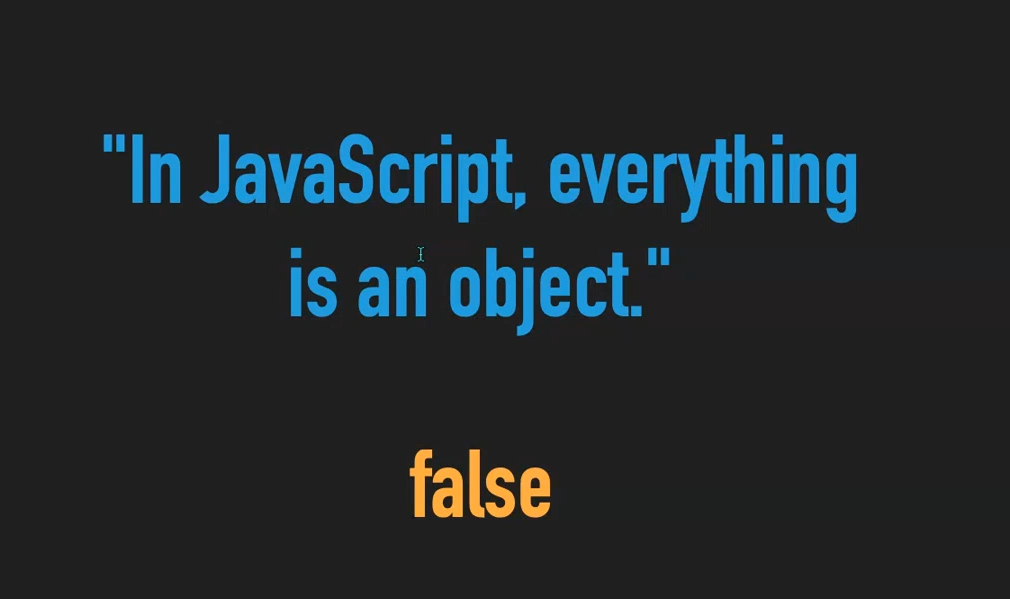 "In JavaScript, everything
is an object."
false